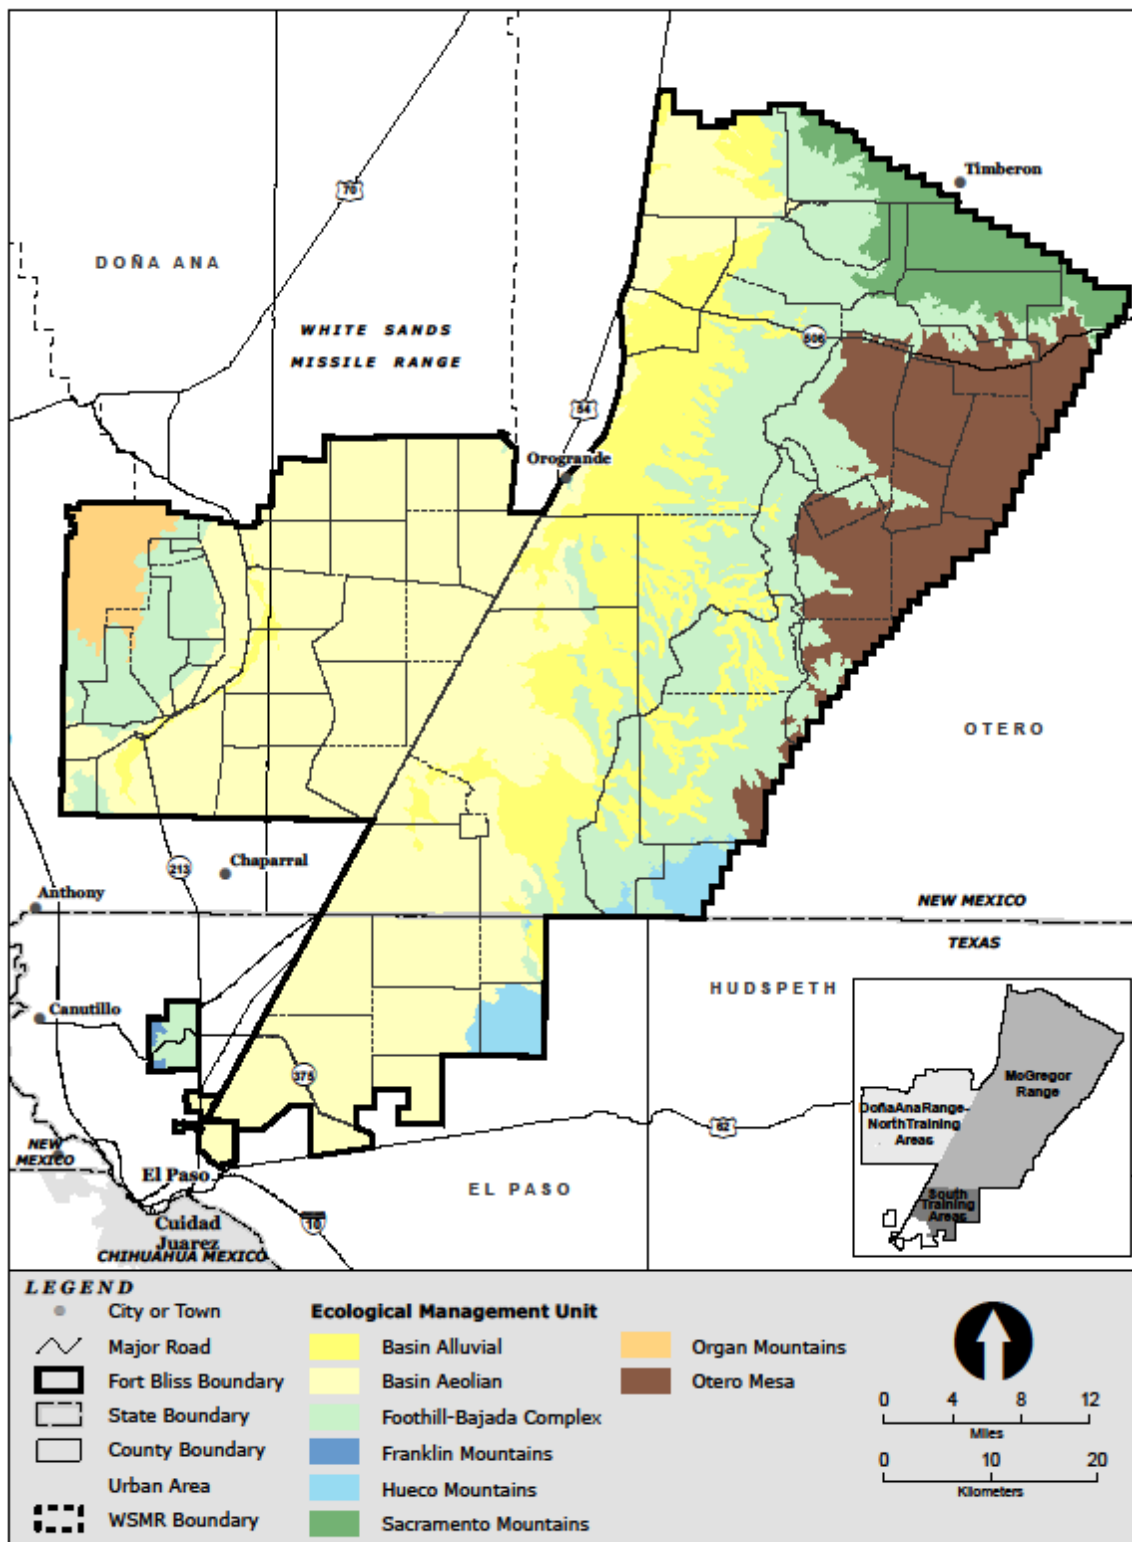 Timberon
70
DOÑA ANA
WHITE SANDS
MISSILE RANGE
506
54
Orogrande
OTERO
213
Chaparral
Anthony
NEW MEXICO
TEXAS
Canutillo
HUDSPETH
375
McGregor
Range
DoñaAnaRange-
NorthTraining
Areas
South
Training
Areas
62
NEW
MEXICO
El Paso
EL PASO
10
Cuidad
Juarez
CHIHUAHUA MEXICO
LEGEND
City or Town
Major Road
Fort Bliss Boundary
State Boundary
County Boundary
Urban Area
WSMR Boundary
Ecological Management Unit
Basin Alluvial
Basin Aeolian
Foothill-Bajada Complex
Franklin Mountains
Hueco Mountains
Sacramento Mountains
Organ Mountains
Otero Mesa
0 4 8 12
Miles
0 10 20
Kilometers